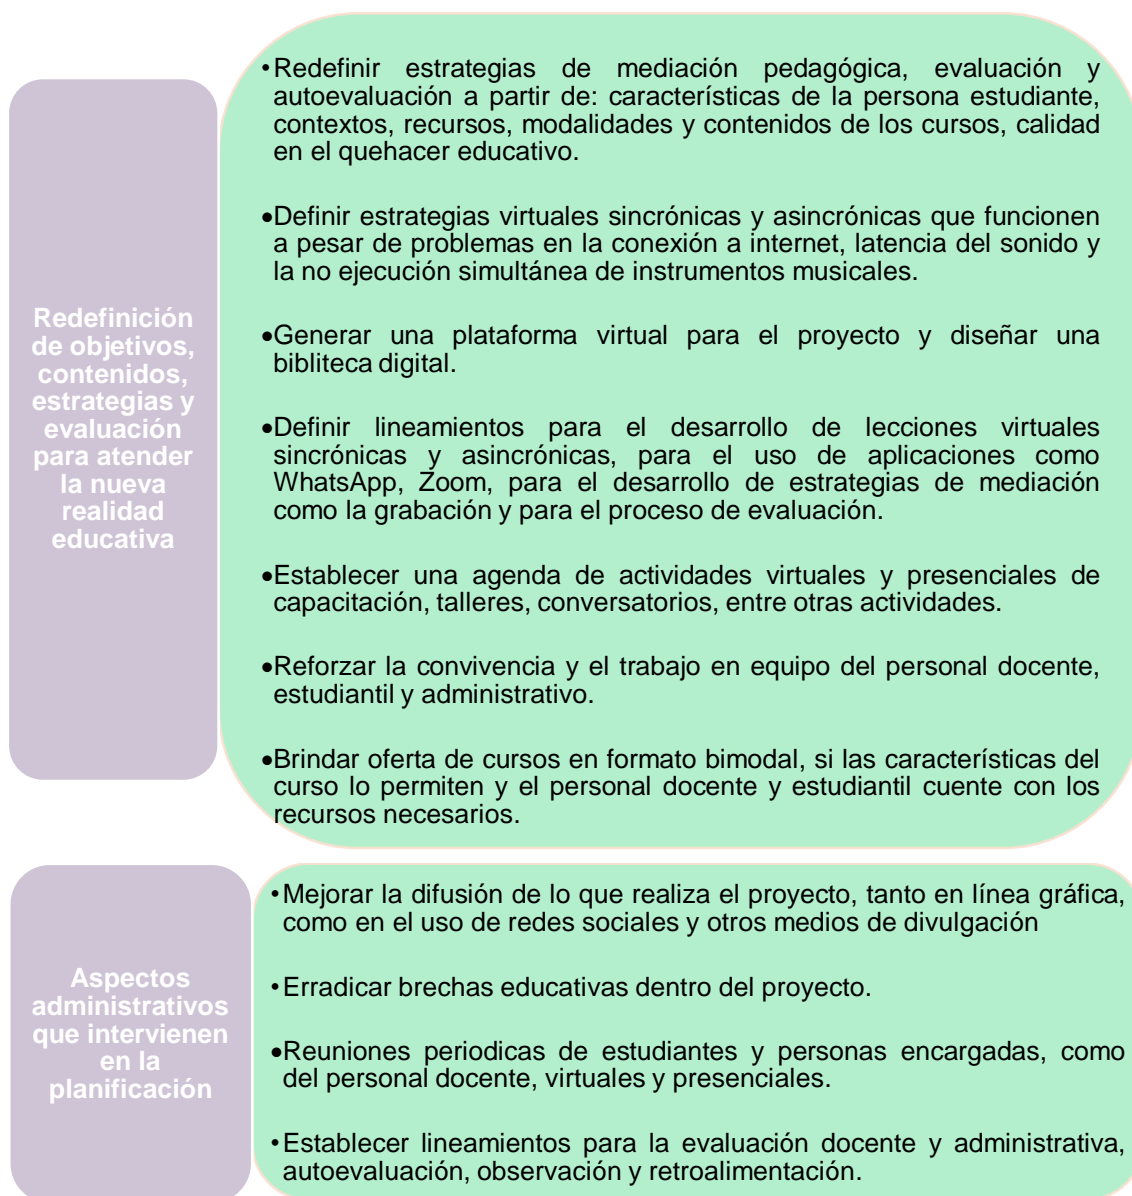 Redefinición
de objetivos,
contenidos,
estrategias y
evaluación
para atender
la nueva
realidad
educativa
•Redefinir estrategias de mediación pedagógica, evaluación y
autoevaluación a partir de: características de la persona estudiante,
contextos, recursos, modalidades y contenidos de los cursos, calidad
en el quehacer educativo.
•Definir estrategias virtuales sincrónicas y asincrónicas que funcionen
a pesar de problemas en la conexión a internet, latencia del sonido y
la no ejecución simultánea de instrumentos musicales.
•Generar una plataforma virtual para el proyecto y diseñar una
bibliteca digital.
•Definir lineamientos para el desarrollo de lecciones virtuales
sincrónicas y asincrónicas, para el uso de aplicaciones como
WhatsApp, Zoom, para el desarrollo de estrategias de mediación
como la grabación y para el proceso de evaluación.
•Establecer una agenda de actividades virtuales y presenciales de
capacitación, talleres, conversatorios, entre otras actividades.
•Reforzar la convivencia y el trabajo en equipo del personal docente,
estudiantil y administrativo.
•Brindar oferta de cursos en formato bimodal, si las características del
curso lo permiten y el personal docente y estudiantil cuente con los
recursos necesarios.
Aspectos
administrativos
que intervienen
en la
planificación
•Mejorar la difusión de lo que realiza el proyecto, tanto en línea gráfica,
como en el uso de redes sociales y otros medios de divulgación
•Erradicar brechas educativas dentro del proyecto.
•Reuniones periodicas de estudiantes y personas encargadas, como
del personal docente, virtuales y presenciales.
•Establecer lineamientos para la evaluación docente y administrativa,
autoevaluación, observación y retroalimentación.